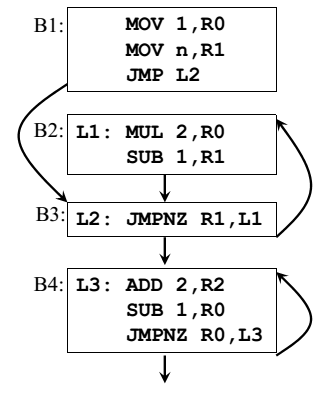 B1: MOV 1,R0
MOV n,R1
JMP L2
B2: L1: MUL 2,R0
SUB 1,R1
B3: L2: JMPNZ R1,L1
B4: L3: ADD 2,R2
SUB 1,R0
JMPNZ R0,L3